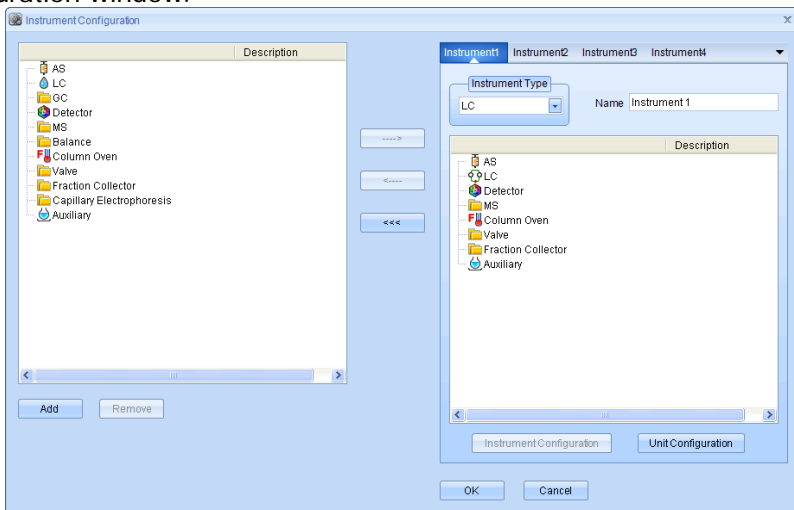 uration window.
Instrument Configuration
x
Description
AS
LC
GC
Detector
MS
Balance
Column Oven
Valve
Fraction Collector
Capillary Electrophoresis
Auxiliary
Add
Remove
---->
<----
<<<
Instrument1 Instrument2 Instrument3 Instrument4
Instrument Type
LC
Name Instrument 1
Description
AS
LC
Detector
MS
Column Oven
Valve
Fraction Collector
Auxiliary
Instrument Configuration
Unit Configuration
OK
Cancel